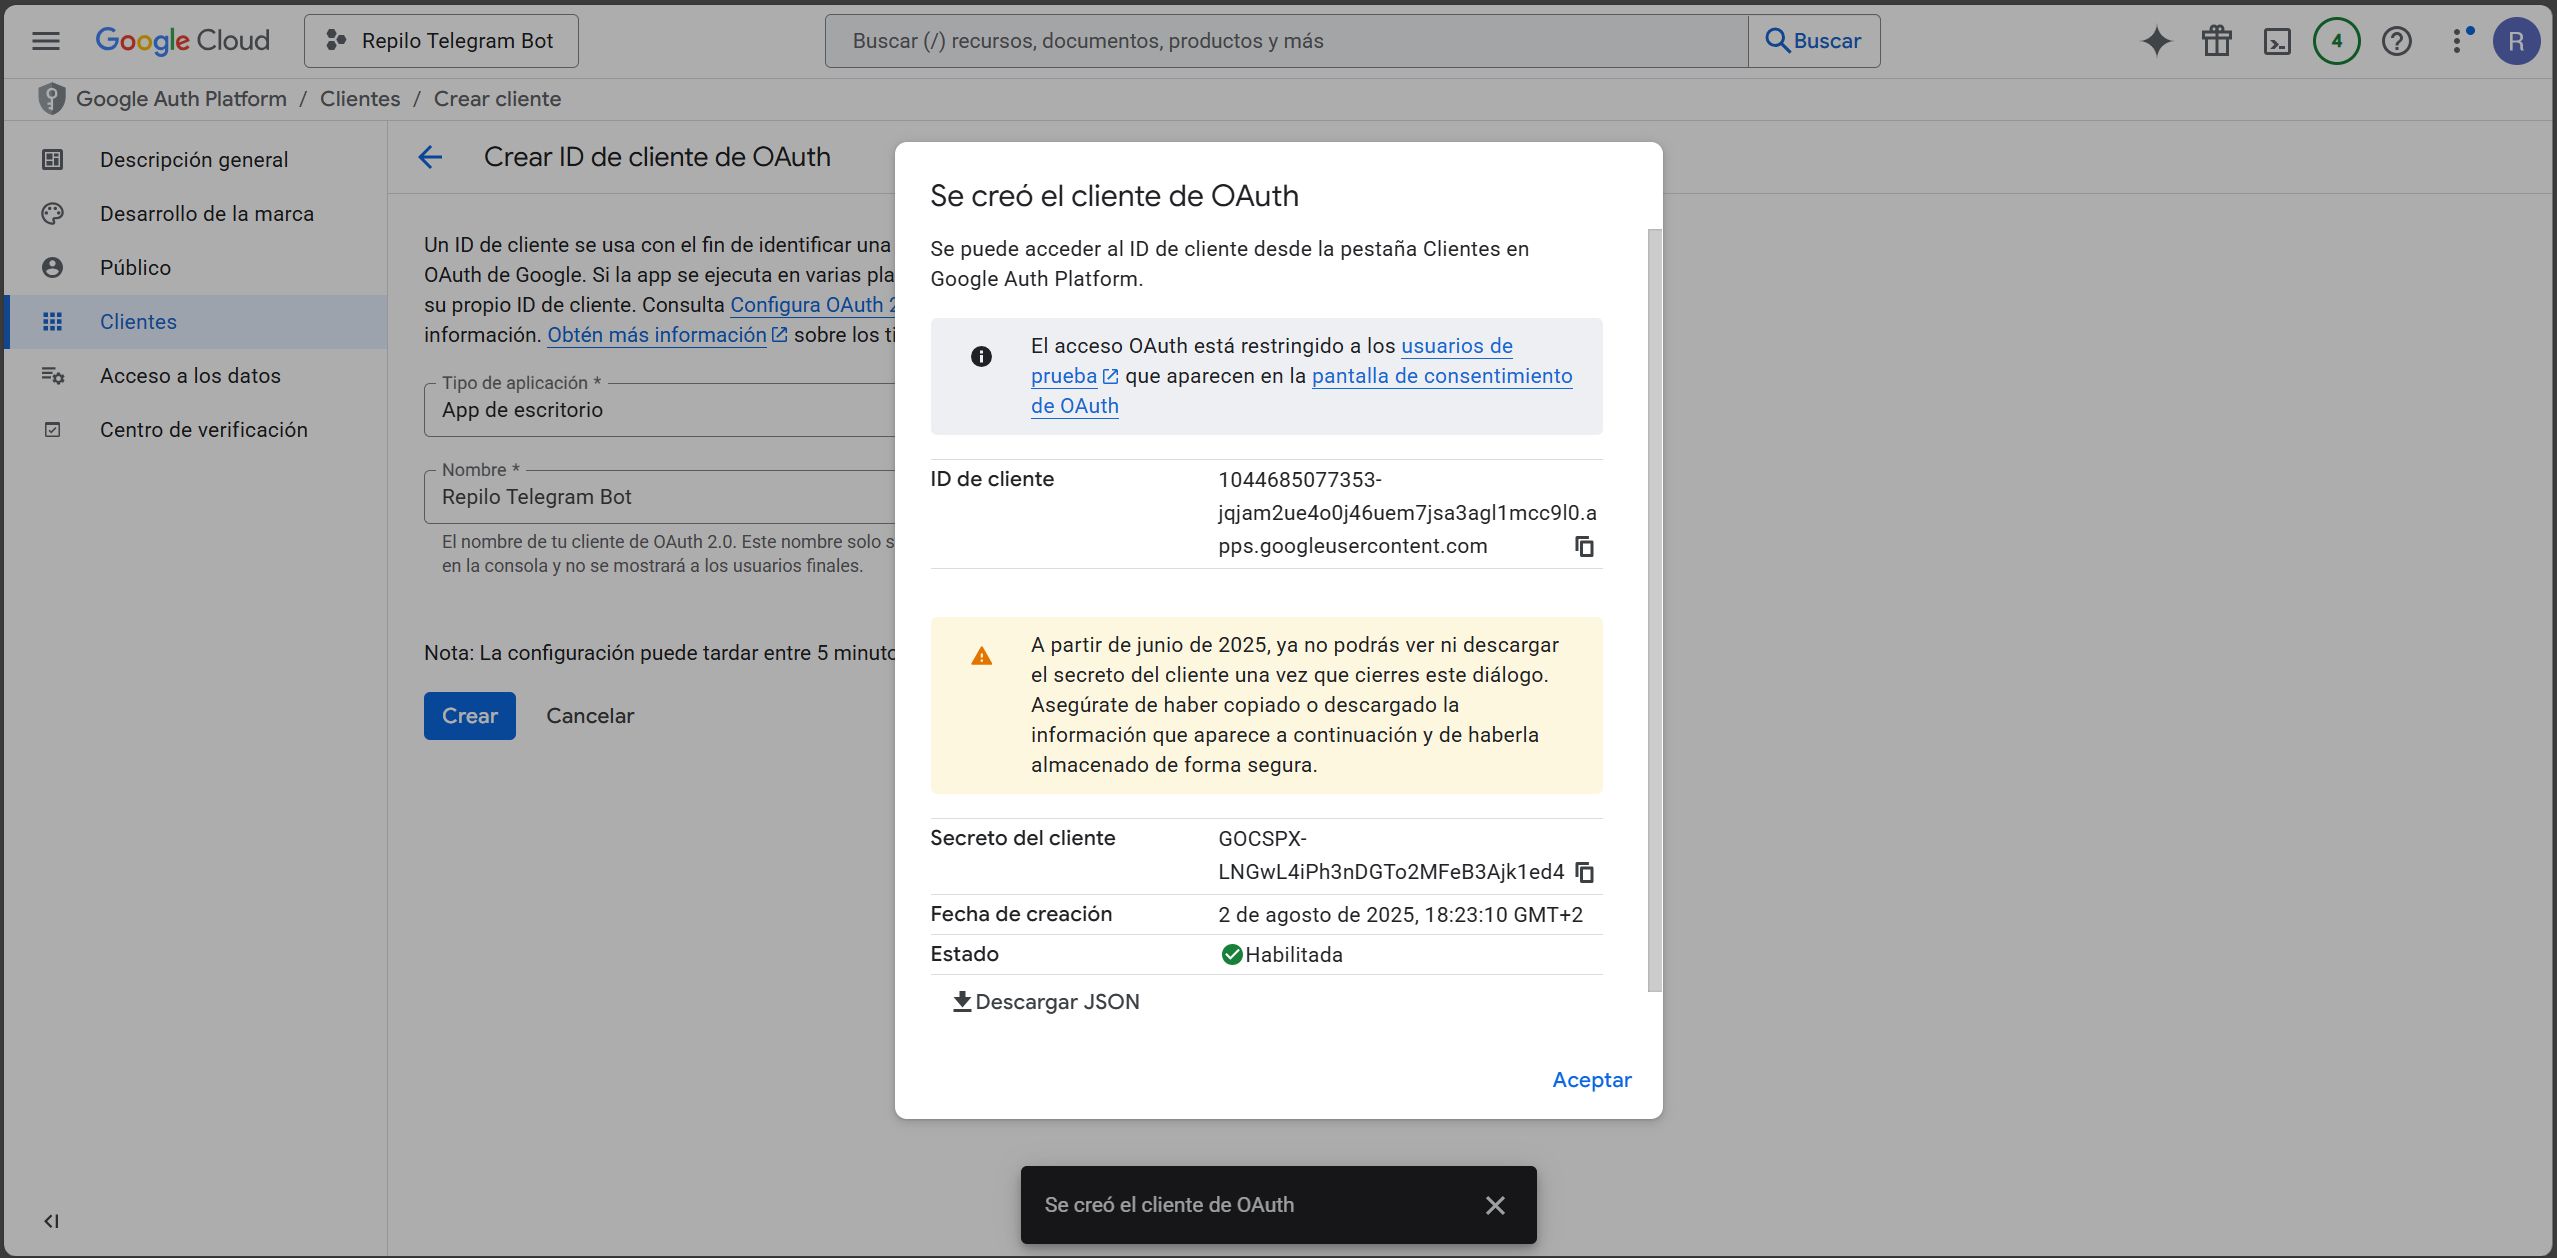 Google Cloud
Repilo Telegram Bot
Buscar (/) recursos, documentos, productos y más
Buscar
4
R
Google Auth Platform / Clientes / Crear cliente
Descripción general
Desarrollo de la marca
Público
Clientes
Acceso a los datos
Centro de verificación
Crear ID de cliente de OAuth
Un ID de cliente se usa con el fin de identificar una
OAuth de Google. Si la app se ejecuta en varias pla
su propio ID de cliente. Consulta Configura OAuth 2
información. Obtén más información sobre los ti
Tipo de aplicación *
App de escritorio
Nombre *
Repilo Telegram Bot
El nombre de tu cliente de OAuth 2.0. Este nombre solo s
en la consola y no se mostrará a los usuarios finales.
Nota: La configuración puede tardar entre 5 minuto
Crear
Cancelar
Se creó el cliente de OAuth
Se puede acceder al ID de cliente desde la pestaña Clientes en
Google Auth Platform.
El acceso OAuth está restringido a los usuarios de
prueba que aparecen en la pantalla de consentimiento
de OAuth
ID de cliente
1044685077353-
jqjam2ue4o0j46uem7jsa3agl1mcc9l0.a
pps.googleusercontent.com
A partir de junio de 2025, ya no podrás ver ni descargar
el secreto del cliente una vez que cierres este diálogo.
Asegúrate de haber copiado o descargado la
información que aparece a continuación y de haberla
almacenado de forma segura.
Secreto del cliente
GOCSPX-
LNGwL4iPh3nDGTo2MFeB3Ajk1ed4
Fecha de creación
2 de agosto de 2025, 18:23:10 GMT+2
Estado
Habilitada
Descargar JSON
Aceptar
Se creó el cliente de OAuth